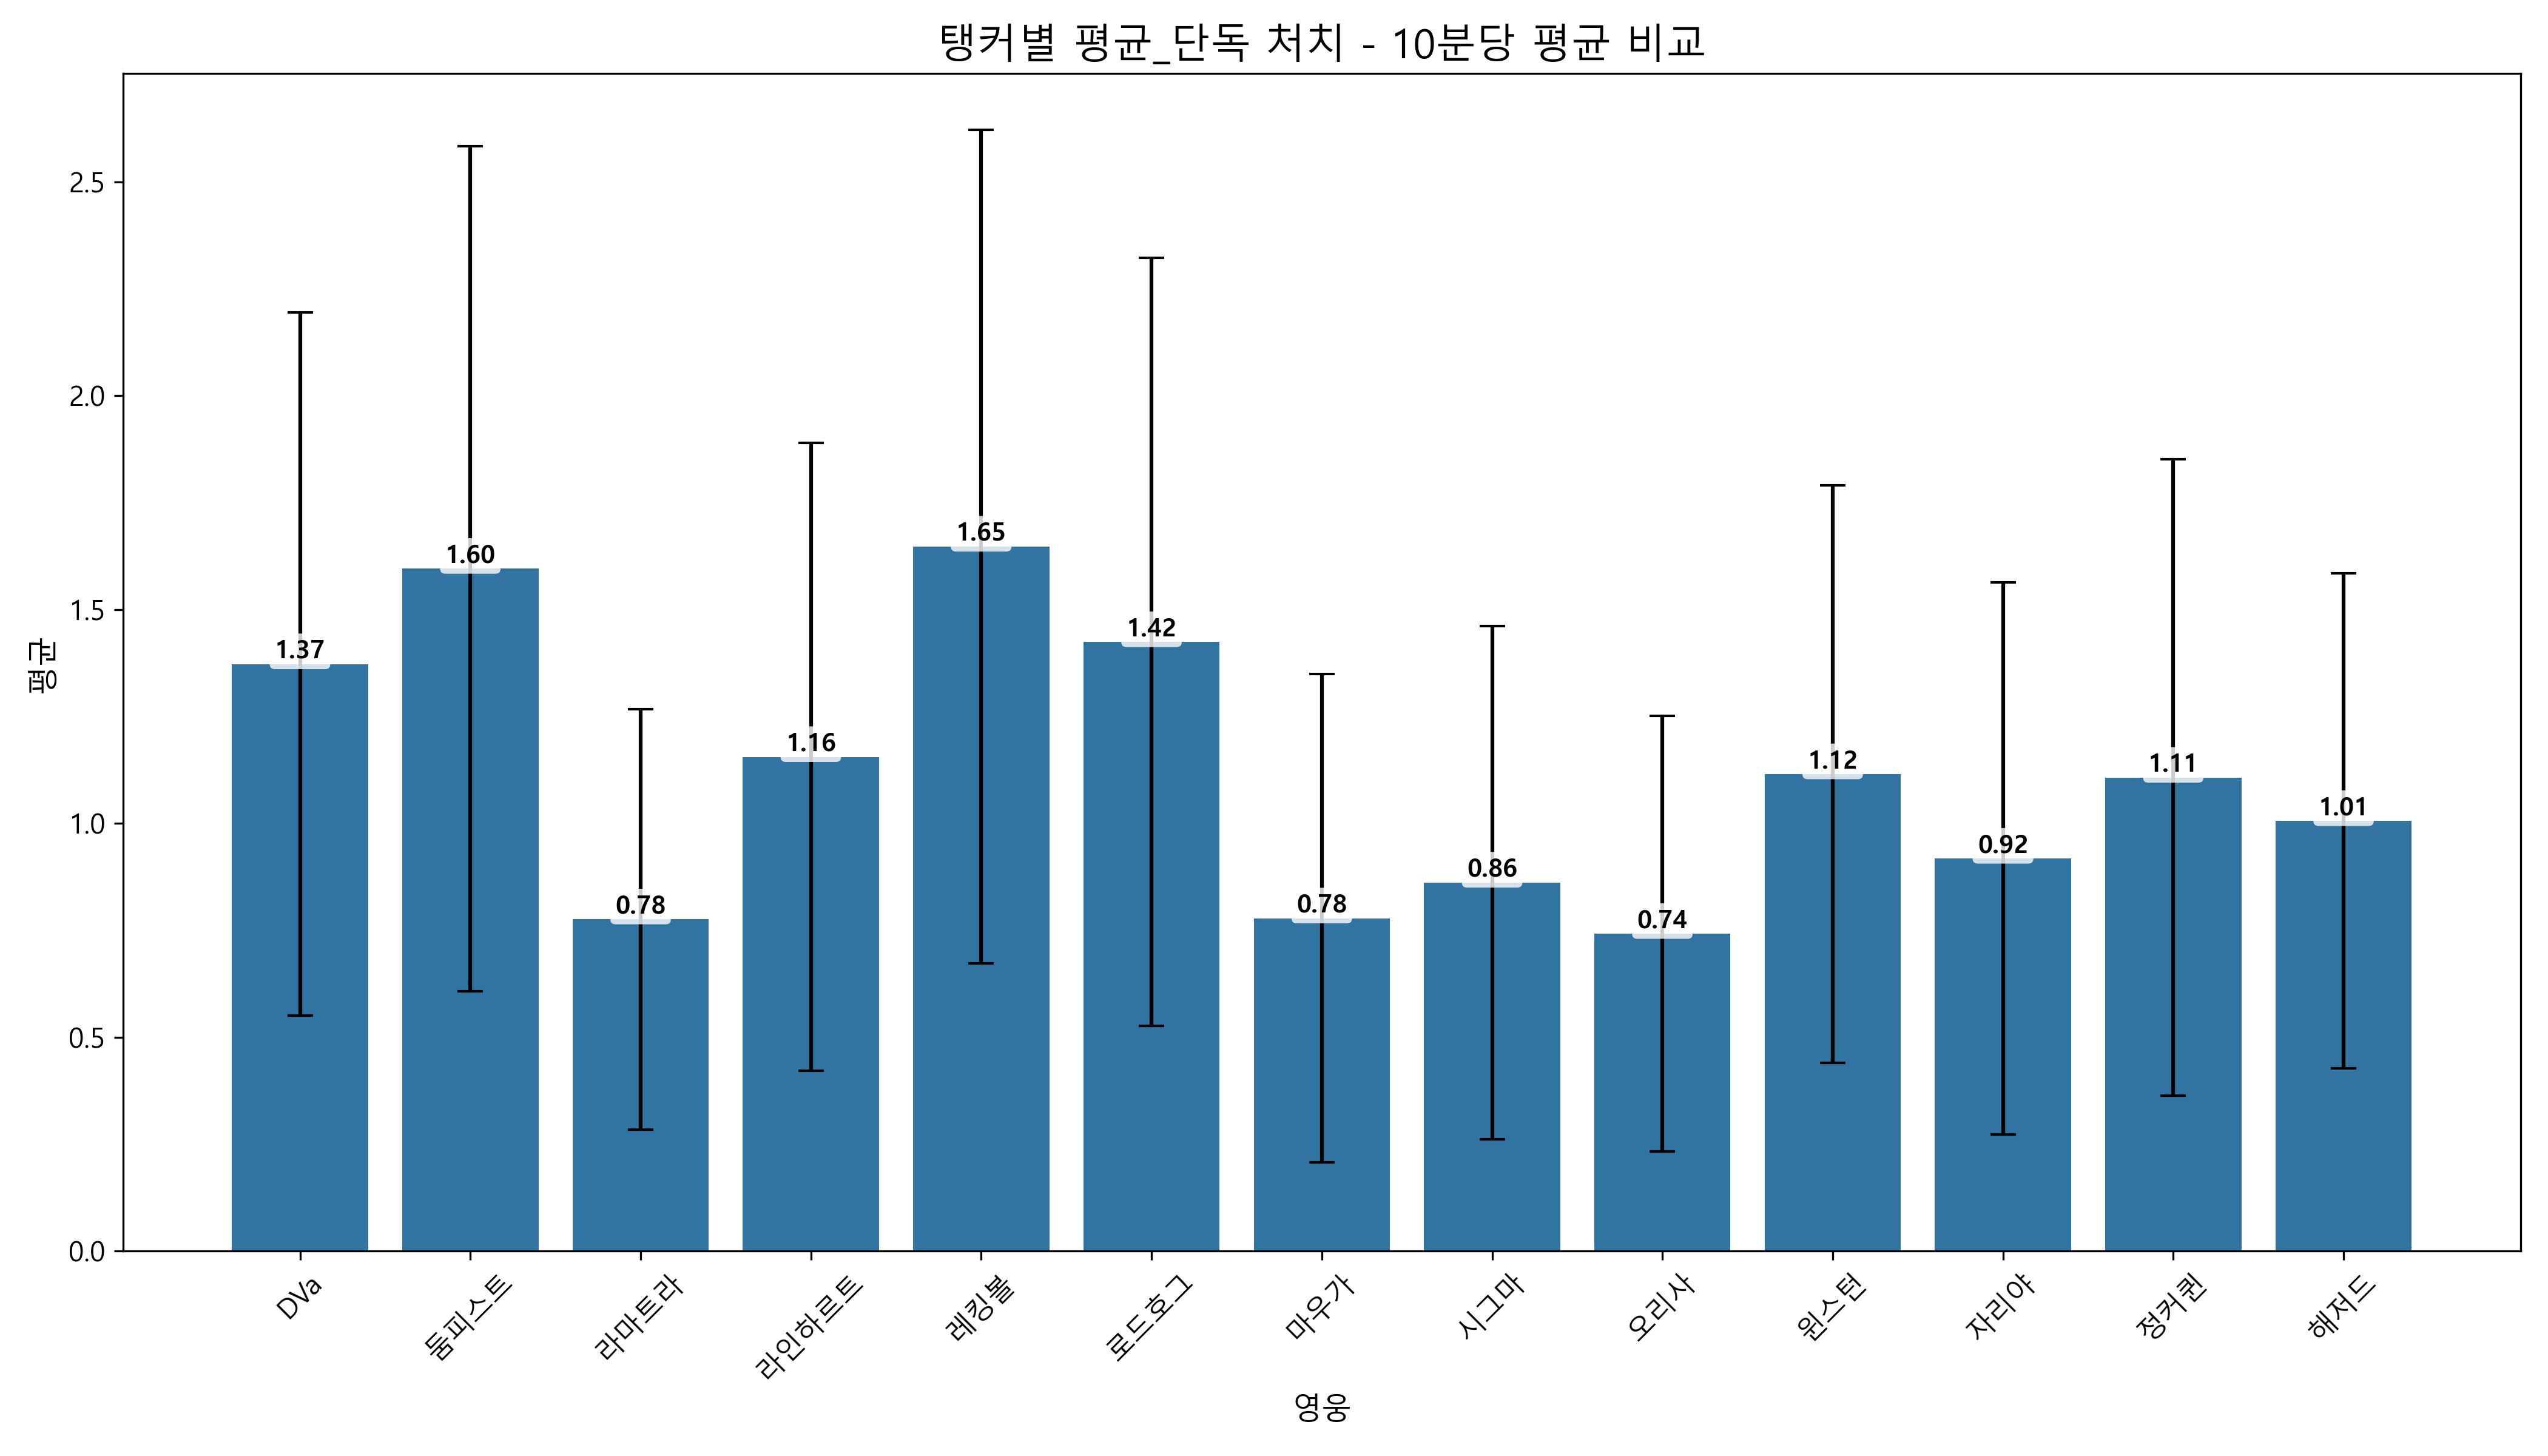 탱커별 평균_단독 처치 - 10분당 평균 비교
평균
2.5
2.0
1.5
1.0
0.5
0.0
1.37
1.60
0.78
1.16
1.65
1.42
0.78
0.86
0.74
1.12
0.92
1.11
1.01
DVa
둠피스트
라마트라
라인하르트
레킹볼
로드호그
마우가
시그마
오리사
윈스턴
자리야
정커퀸
해저드
영웅